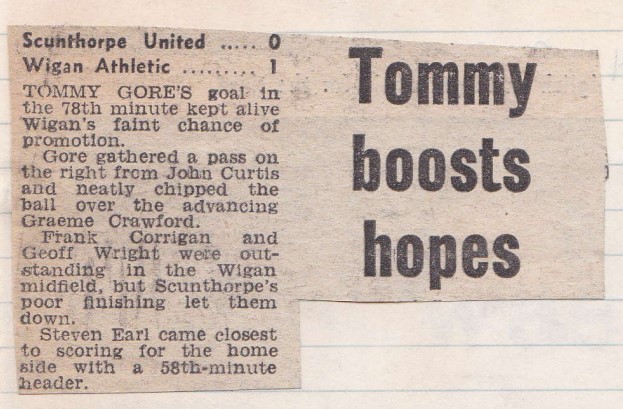 Scunthorpe United ..... 0
Wigan Athletic ......... 1
TOMMY GORE'S goal in
the 78th minute kept alive
Wigan's faint chance of
promotion.
Gore gathered a pass on
the right from John Curtis
and neatly chipped the
ball over the advancing
Graeme Crawford.
Frank Corrigan and
Geoff Wright were out-
standing in the Wigan
midfield, but Scunthorpe's
poor finishing let them
down.
Steven Earl came closest
to scoring for the home
side with a 58th-minute
header.
Tommy
boosts
hopes